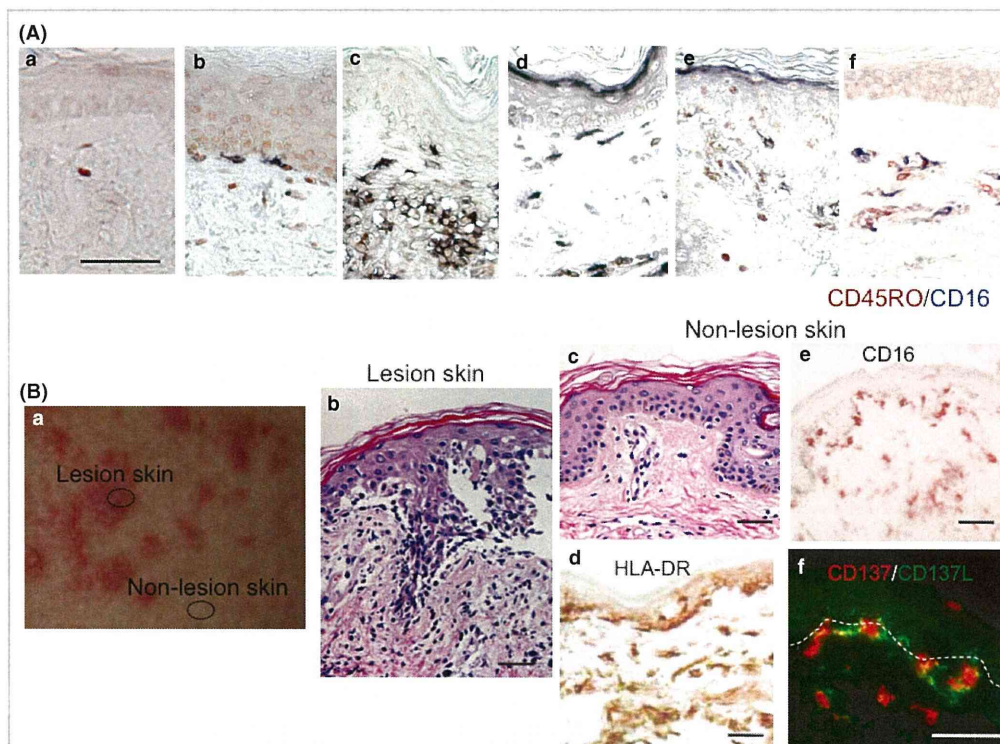 (A)
a
b
c
d
e
f
CD45RO/CD16
Non-lesion skin
(B)
a
Lesion skin
Non-lesion skin
Lesion skin
b
c
CD16
e
HLA-DR
d
CD137/CD137L
f